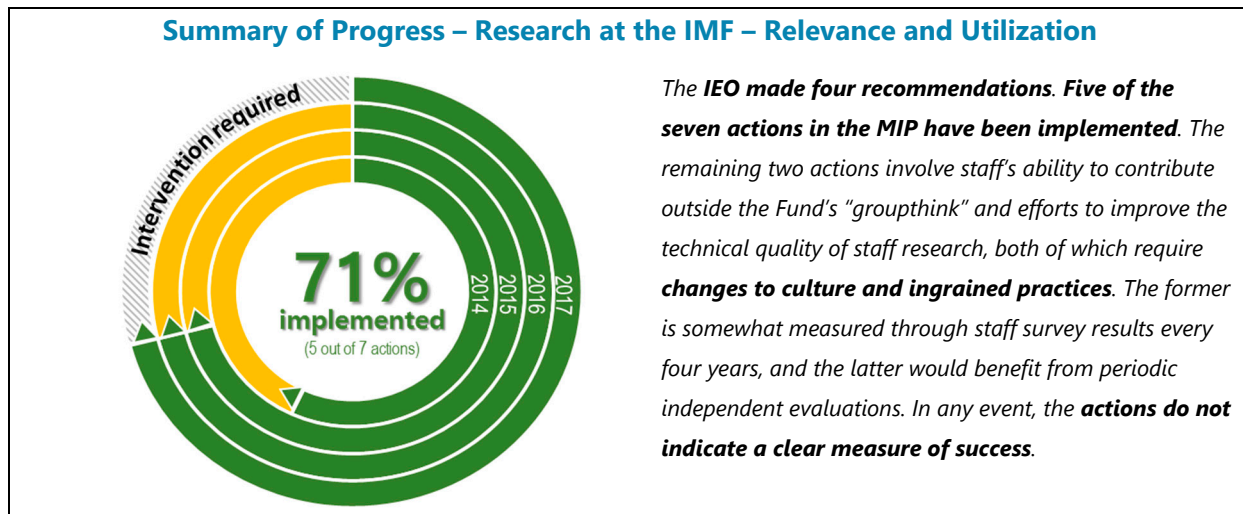 Summary of Progress – Research at the IMF – Relevance and Utilization
Intervention required
71%
implemented
(5 out of 7 actions)
2014
2015
2016
2017
The IEO made four recommendations. Five of the
seven actions in the MIP have been implemented. The
remaining two actions involve staff’s ability to contribute
outside the Fund’s “groupthink” and efforts to improve the
technical quality of staff research, both of which require
changes to culture and ingrained practices. The former
is somewhat measured through staff survey results every
four years, and the latter would benefit from periodic
independent evaluations. In any event, the actions do not
indicate a clear measure of success.